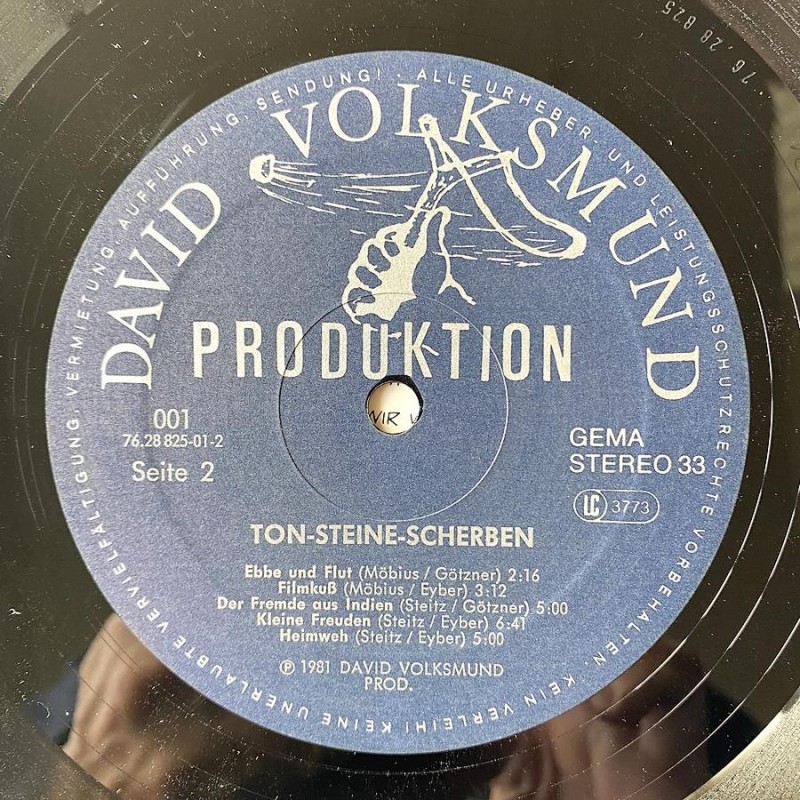 KEINE UNERLAUBTE VERVIELFÄLTIGUNG, VERMIETUNG, AUFFÜHRUNG, SENDUNG! · ALLE URHEBER- UND LEISTUNGSSCHUTZRECHTE VORBEHALTEN. KEIN VERLEIH!
DAVID VOLKSMUND
PRODUKTION
001
76.28 825-01-2
Seite 2
GEMA
STEREO 33
LC 3773
WIR
TON-STEINE-SCHERBEN
Ebbe und Flut (Möbius / Götzner) 2:16
Filmkuß (Möbius / Eyber) 3:12
Der Fremde aus Indien (Steitz / Götzner) 5:00
Kleine Freuden (Steitz / Eyber) 6:41
Heimweh (Steitz / Eyber) 5:00
℗ 1981 DAVID VOLKSMUND
PROD.
76.28 825